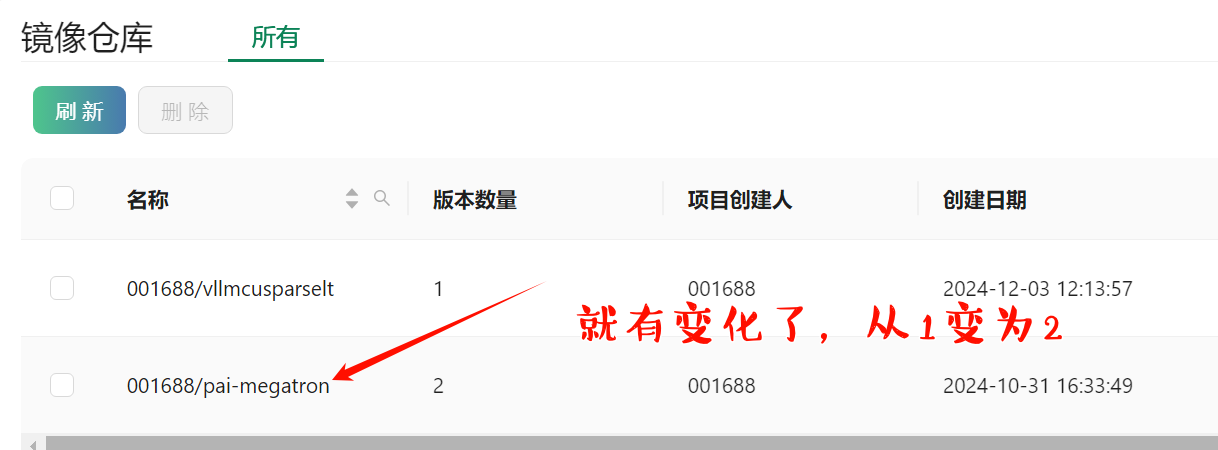 镜像仓库 所有
刷新 删除
名称 版本数量 项目创建人 创建日期
001688/vllmcusparselt 1 001688 2024-12-03 12:13:57
就有变化了，从1变为2
001688/pai-megatron 2 001688 2024-10-31 16:33:49